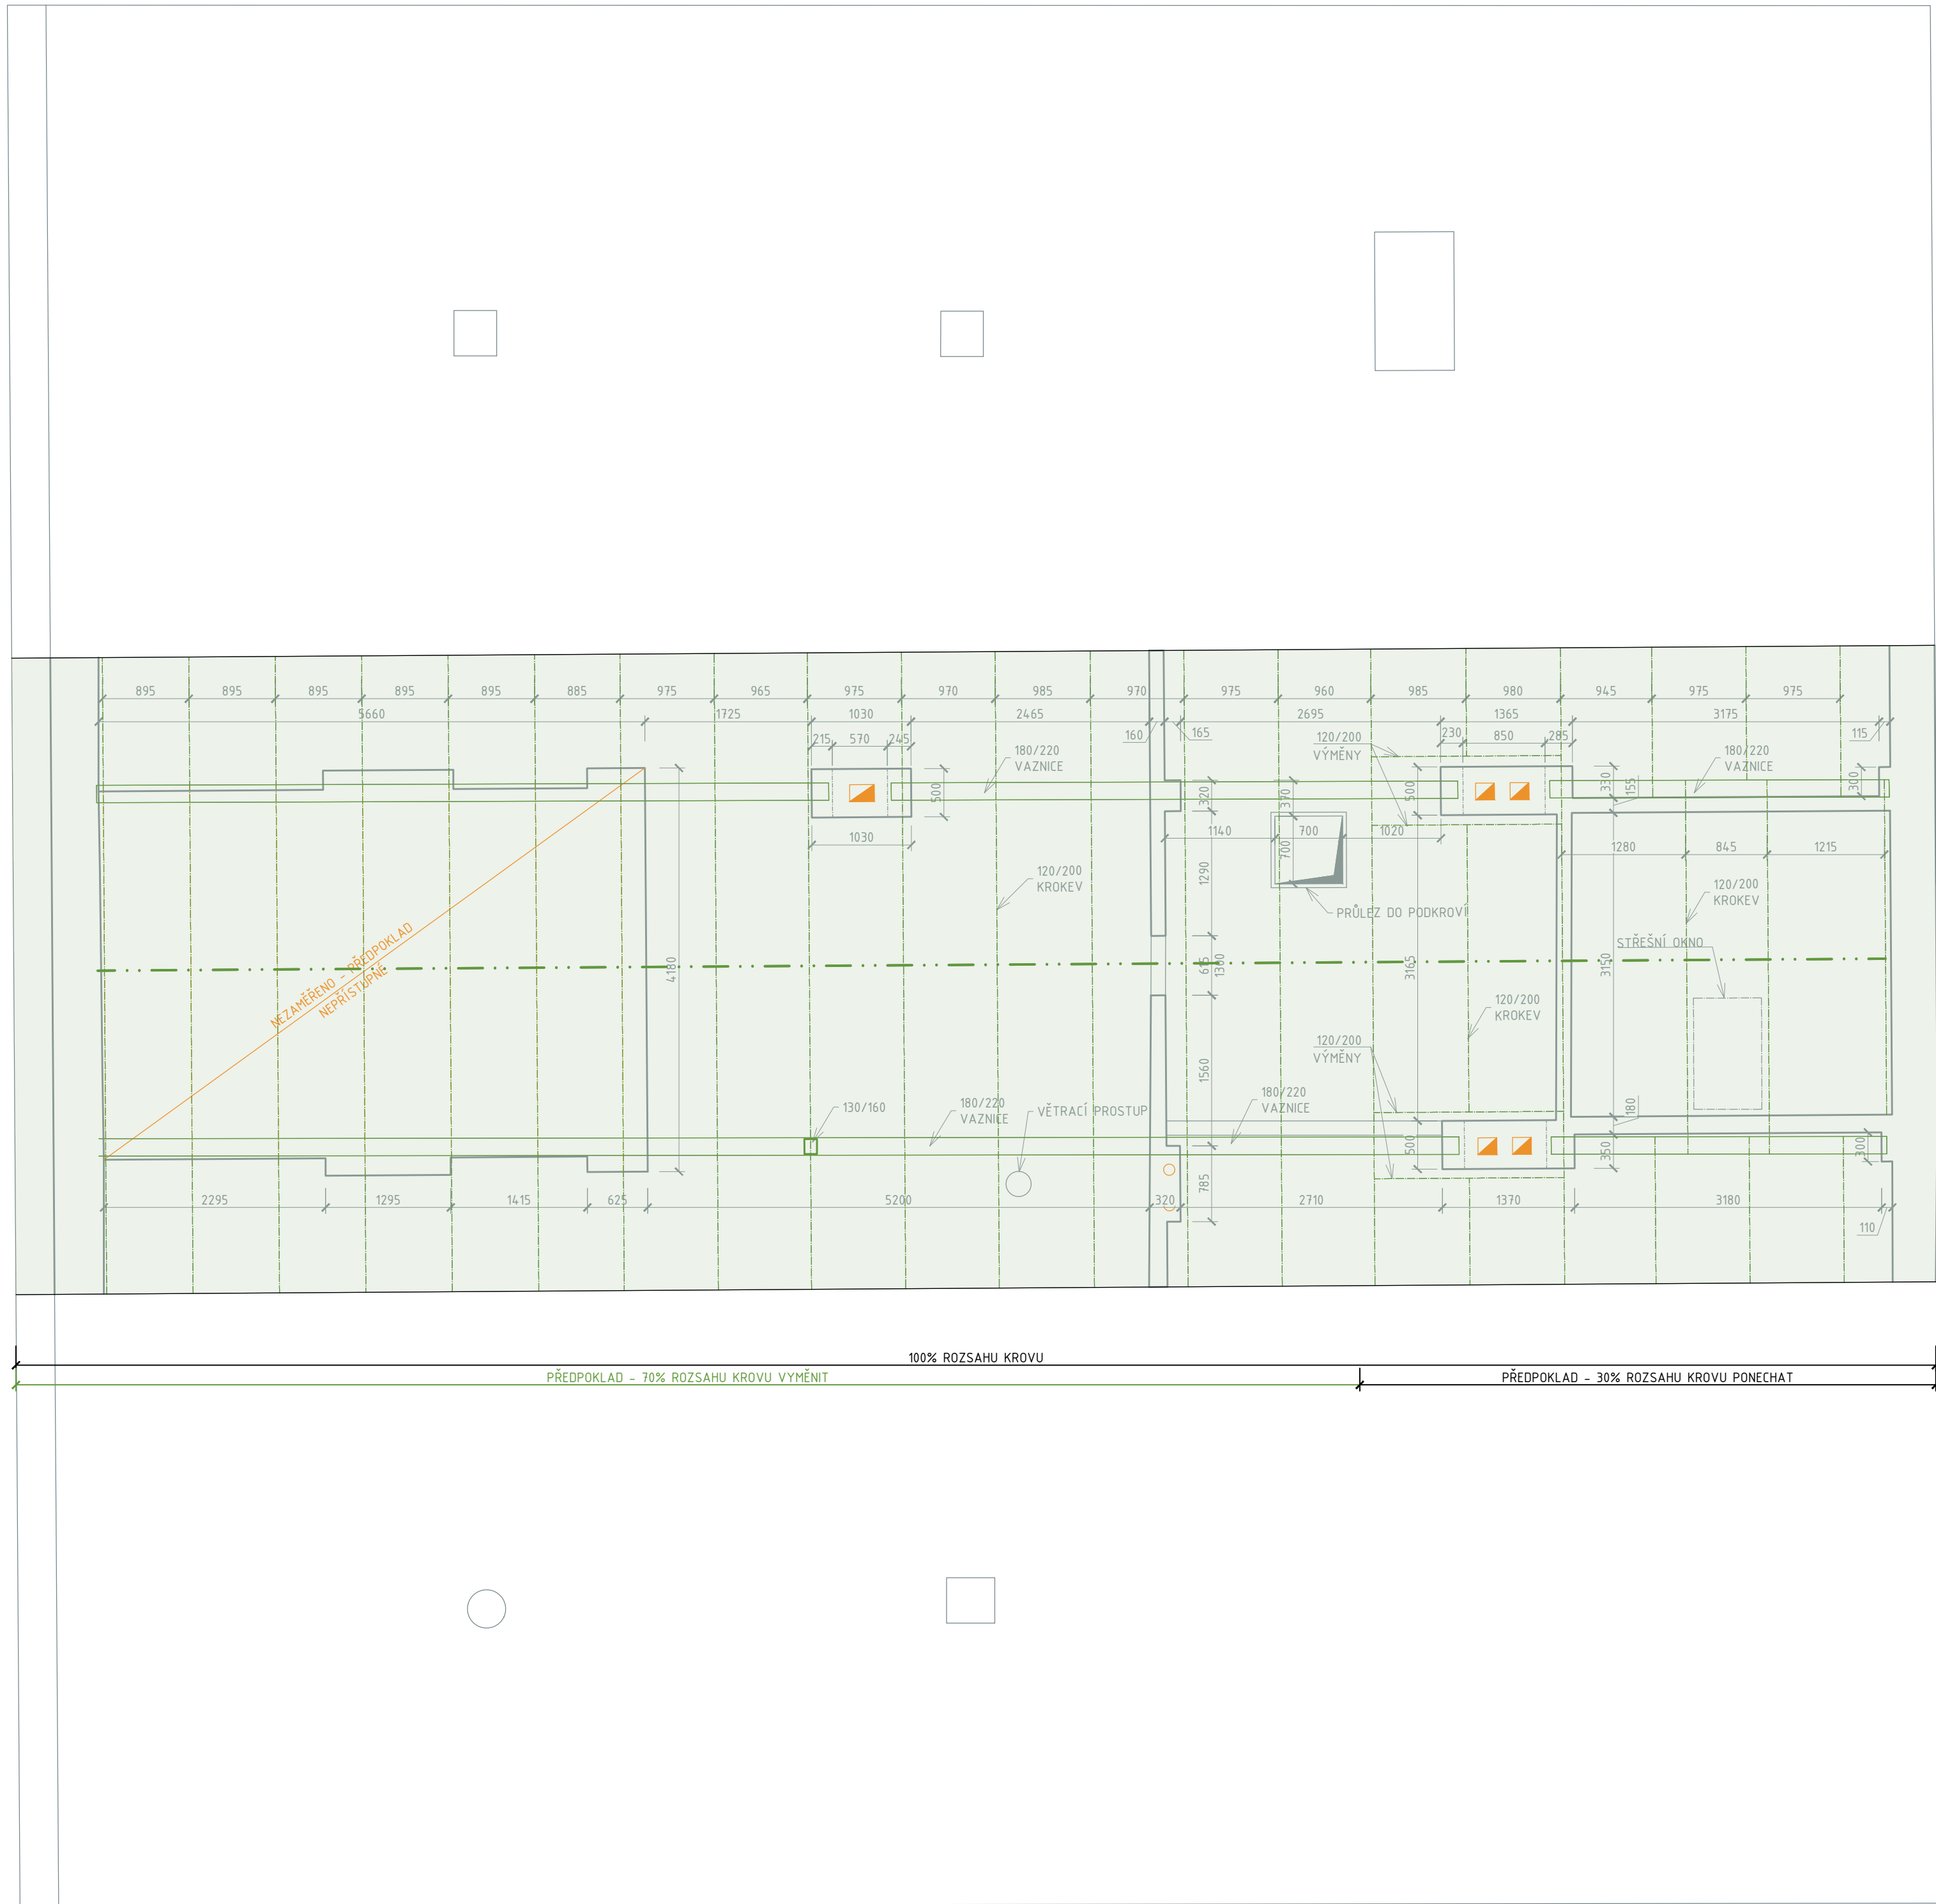 895 895 895 895 895 885 975 965 975 970 985 970 975 960 985 980 945 975 975
5660 1725 1030 2465 2695 1365 3175
160 165 115
215 570 245 230 850 285
180/220
VAZNICE
120/200
VÝMĚNY
180/220
VAZNICE
500 320 370 500 330 155 300
1030 1140 700 1020
700
1280 845 1215
1290
120/200
KROKEV
120/200
KROKEV
PRŮLEZ DO PODKROVÍ
STŘEŠNÍ OKNO
NEZAMĚŘENO - PŘEDPOKLAD
NEPŘÍSTUPNÉ
4180 615 1300 3165 3150
120/200
KROKEV
120/200
VÝMĚNY
1560
180/220
VAZNICE
130/160
180/220
VAZNICE
VĚTRACÍ PROSTUP
180
500 350 300
785
2295 1295 1415 625 5200 320 2710 1370 3180
110
100% ROZSAHU KROVU
PŘEDPOKLAD - 70% ROZSAHU KROVU VYMĚNIT
PŘEDPOKLAD - 30% ROZSAHU KROVU PONECHAT